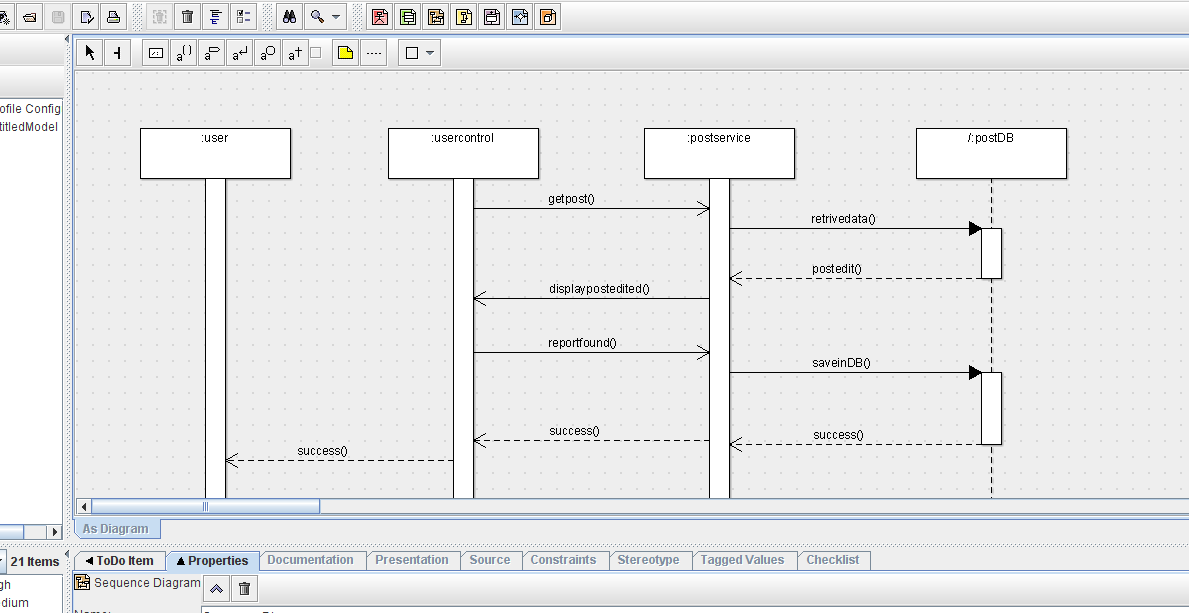 a()
a
a
a
a†
ofile Config
titledModel
:user
:usercontrol
:postservice
/:postDB
getpost()
retrivedata()
postedit()
displaypostedited()
reportfound()
saveinDB()
success()
success()
success()
As Diagram
21 Items
ToDo Item
Properties
Documentation
Presentation
Source
Constraints
Stereotype
Tagged Values
Checklist
gh
Sequence Diagram
dium